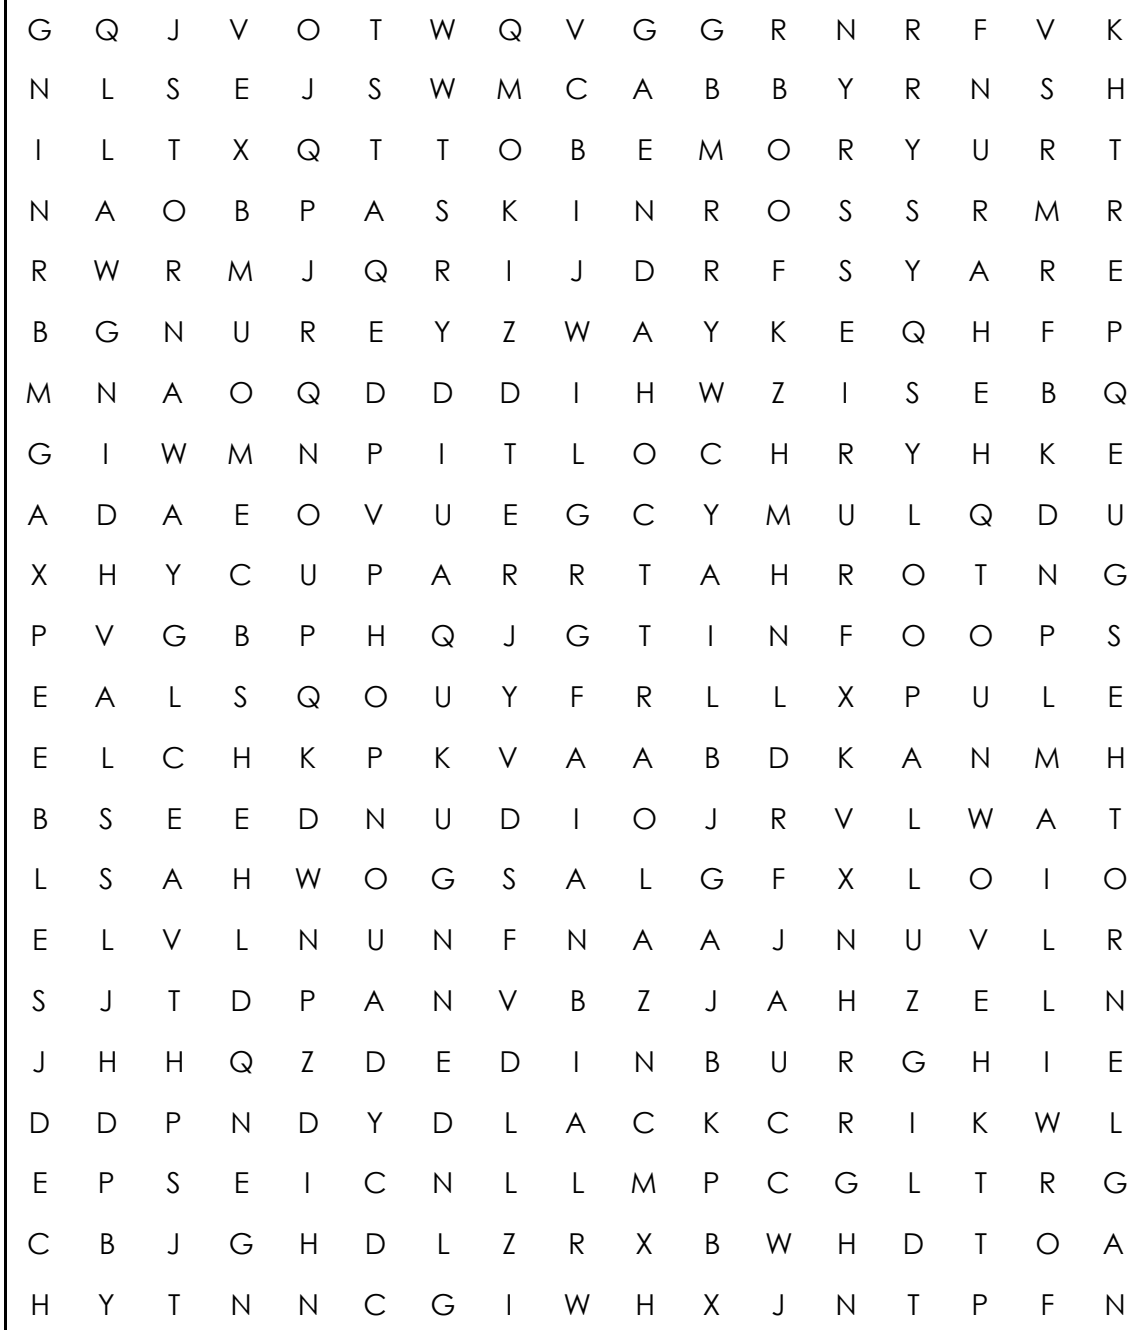 G Q J V O T W Q V G G R N R F V K
N L S E J S W M C A B B Y R N S H
I L T X Q T T O B E M O R Y U R T
N A O B P A S K I N R O S S R M R
R W R M J Q R I J D R F S Y A R E
B G N U R E Y Z W A Y K E Q H F P
M N A O Q D D D I H W Z I S E B Q
G I W M N P I T L O C H R Y H K E
A D A E O V U E G C Y M U L Q D U
X H Y C U P A R R T A H R O T N G
P V G B P H Q J G T I N F O O P S
E A L S Q O U Y F R L L X P U L E
E L C H K P K V A A B D K A N M H
B S E E D N U D I O J R V L W A T
L S A H W O G S A L G F X L O I O
E L V L N U N F N A A J N U V L R
S J T D P A N V B Z J A H Z E L N
J H H Q Z D E D I N B U R G H I E
D D P N D Y D L A C K C R I K W L
E P S E I C N L L M P C G L T R G
C B J G H D L Z R X B W H D T O A
H Y T N N C G I W H X J N T P F N